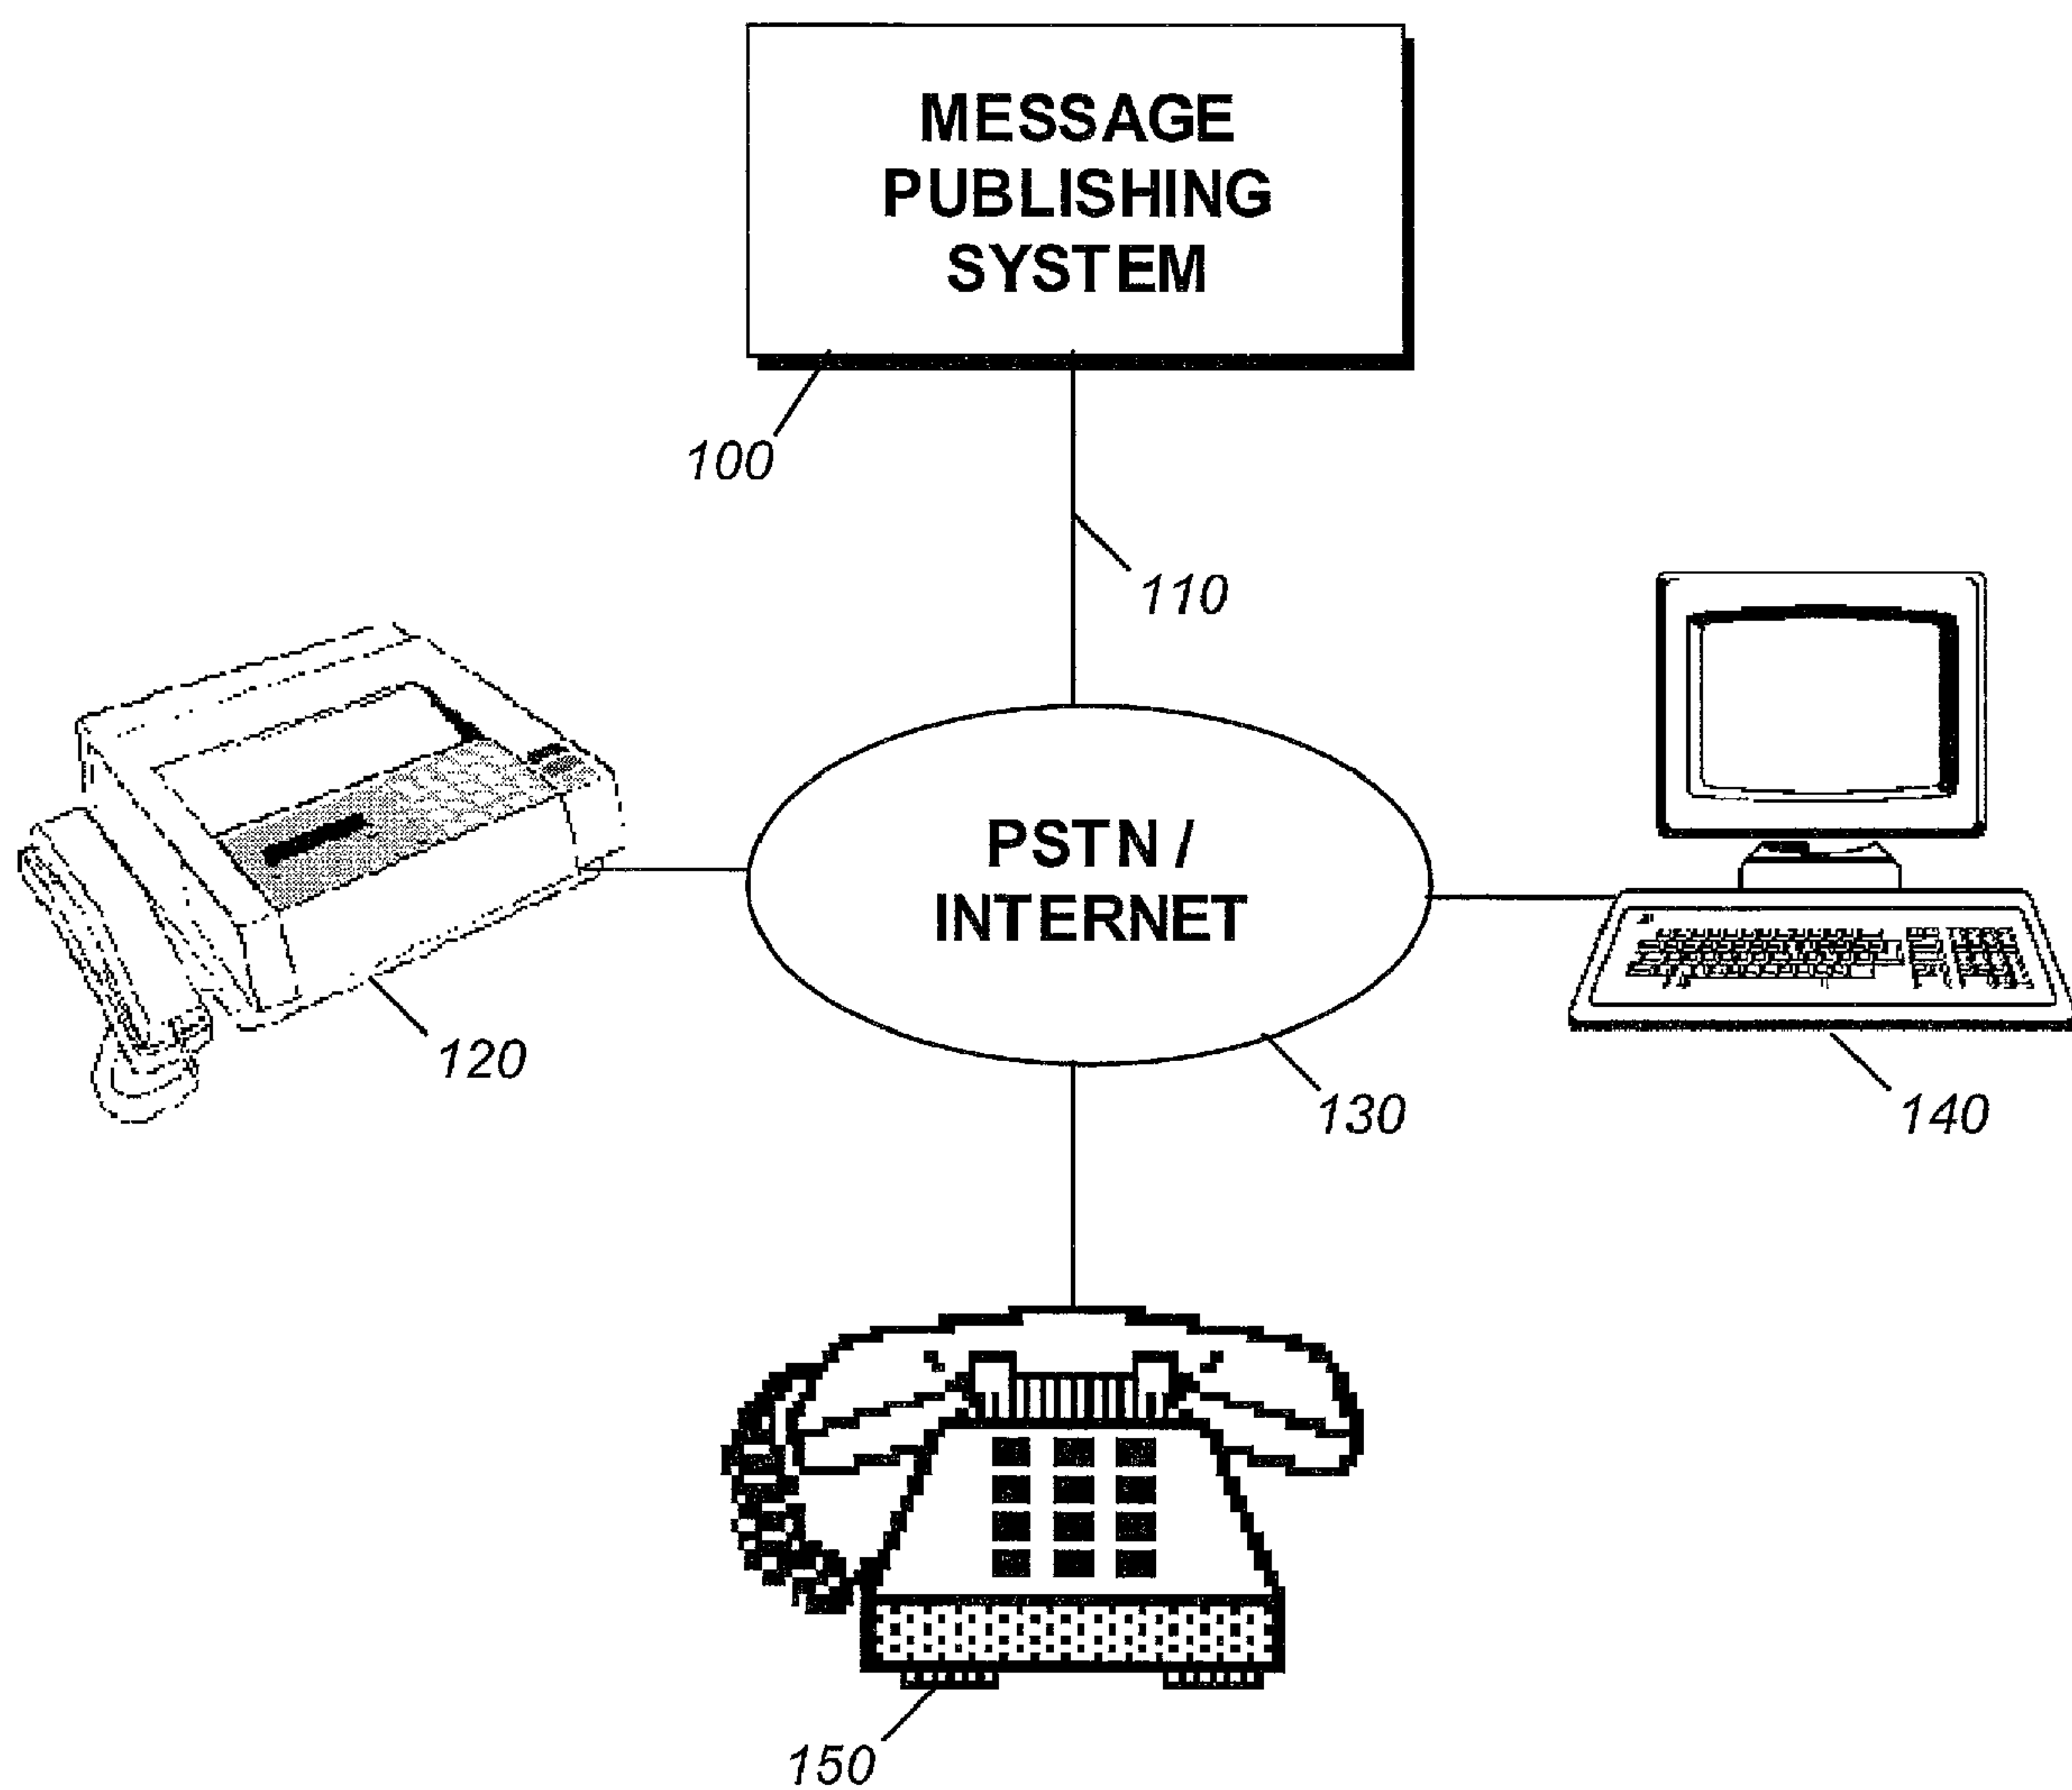 MESSAGE
PUBLISHING
SYSTEM
100
110
PSTN /
INTERNET
120
130
140
150